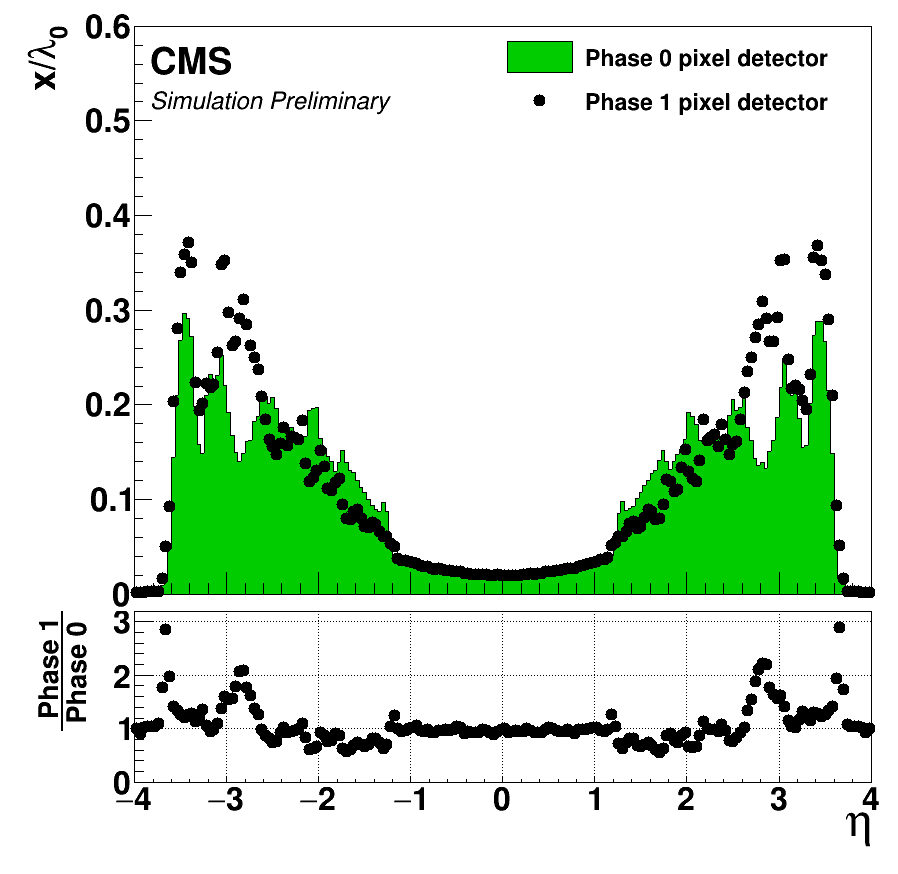 x/λ0
0.6
0.5
0.4
0.3
0.2
0.1
0
CMS
Simulation Preliminary
Phase 0 pixel detector
Phase 1 pixel detector
Phase 1
Phase 0
3
2
1
0
−4 −3 −2 −1 0 1 2 3 4
η